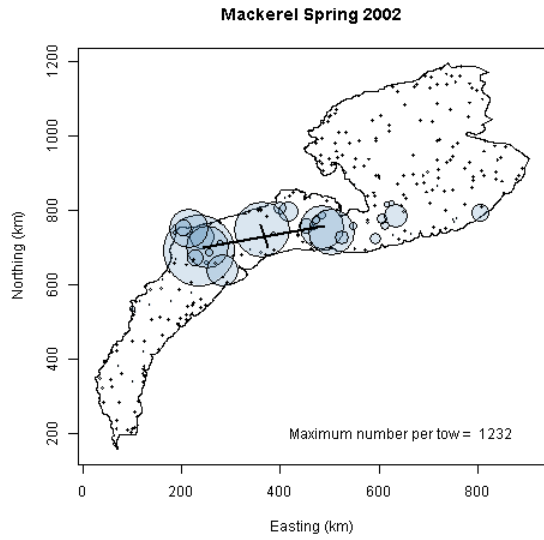 Mackerel Spring 2002
1200
1000
800
600
400
200
Northing (km)
Maximum number per tow = 1232
0 200 400 600 800
Easting (km)